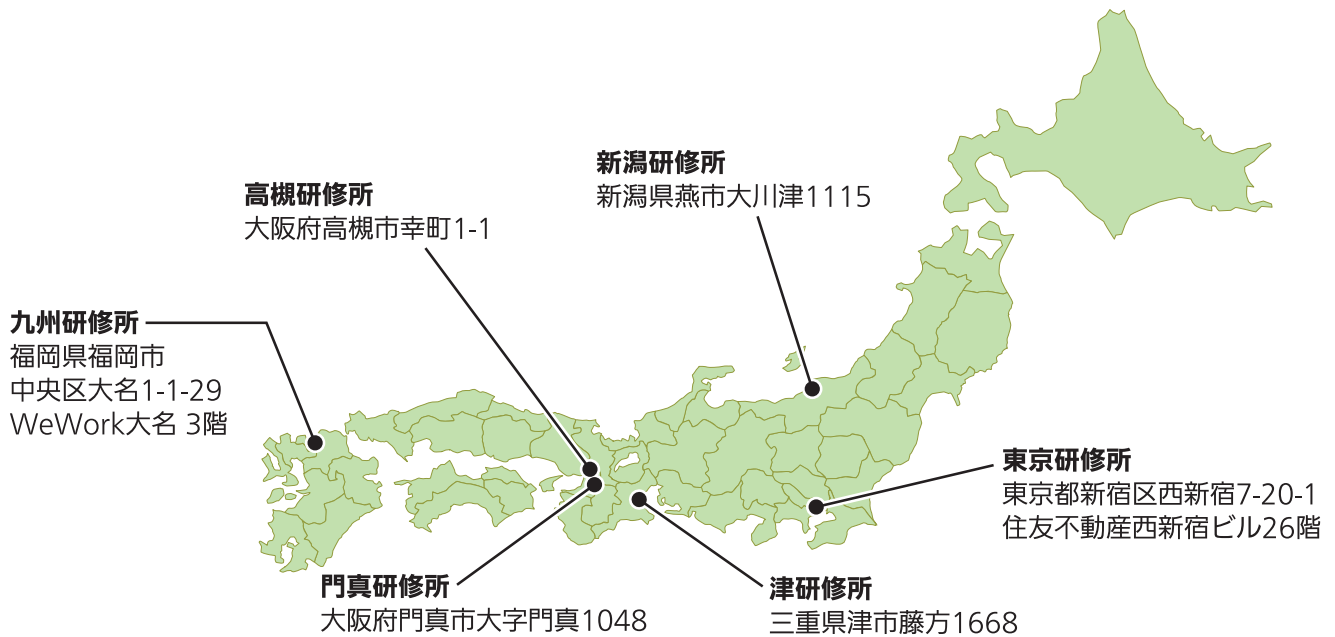 新潟研修所
新潟県燕市大川津1115
高槻研修所
大阪府高槻市幸町1-1
九州研修所
福岡県福岡市
中央区大名1-1-29
WeWork大名 3階
東京研修所
東京都新宿区西新宿7-20-1
住友不動産西新宿ビル26階
門真研修所
大阪府門真市大字門真1048
津研修所
三重県津市藤方1668